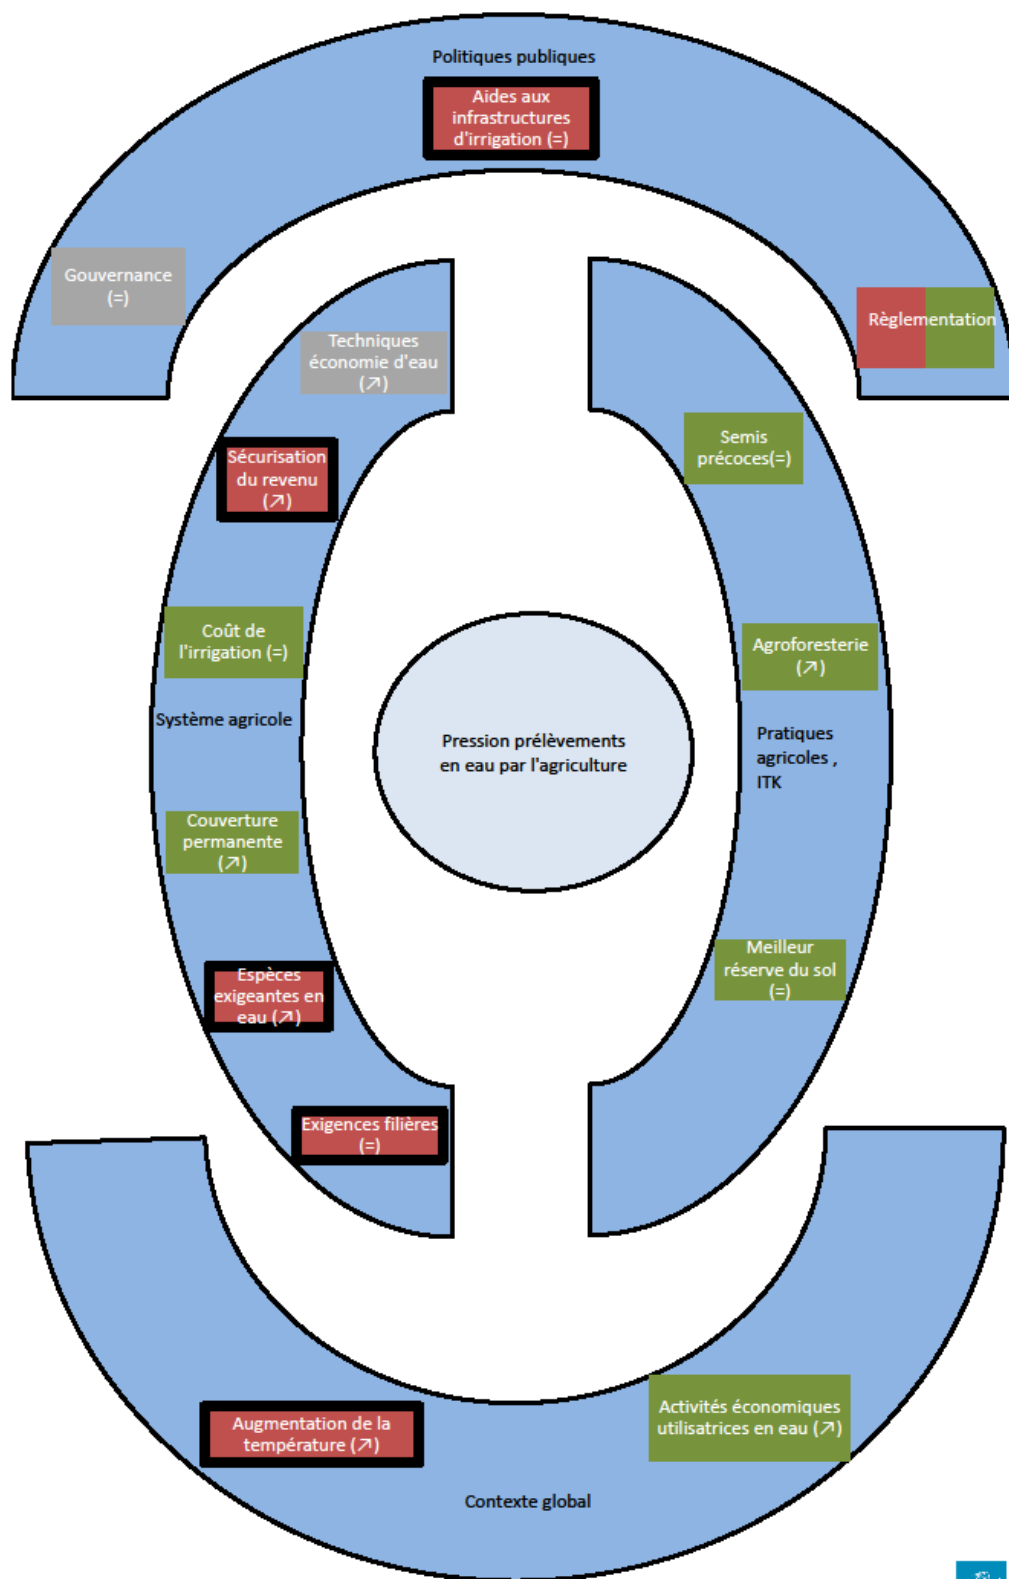 Politiques publiques
Aides aux
infrastructures
d'irrigation (=)
Gouvernance
(=)
Règlementation
Techniques
économie d'eau
(↗)
Sécurisation
du revenu
(↗)
Semis
précoces(=)
Coût de
l'irrigation (=)
Agroforesterie
(↗)
Système agricole
Pression prélèvements
en eau par l'agriculture
Pratiques
agricoles ,
ITK
Couverture
permanente
(↗)
Espèces
exigeantes en
eau (↗)
Meilleur
réserve du sol
(=)
Exigences filières
(=)
Augmentation de la
température (↗)
Activités économiques
utilisatrices en eau (↗)
Contexte global